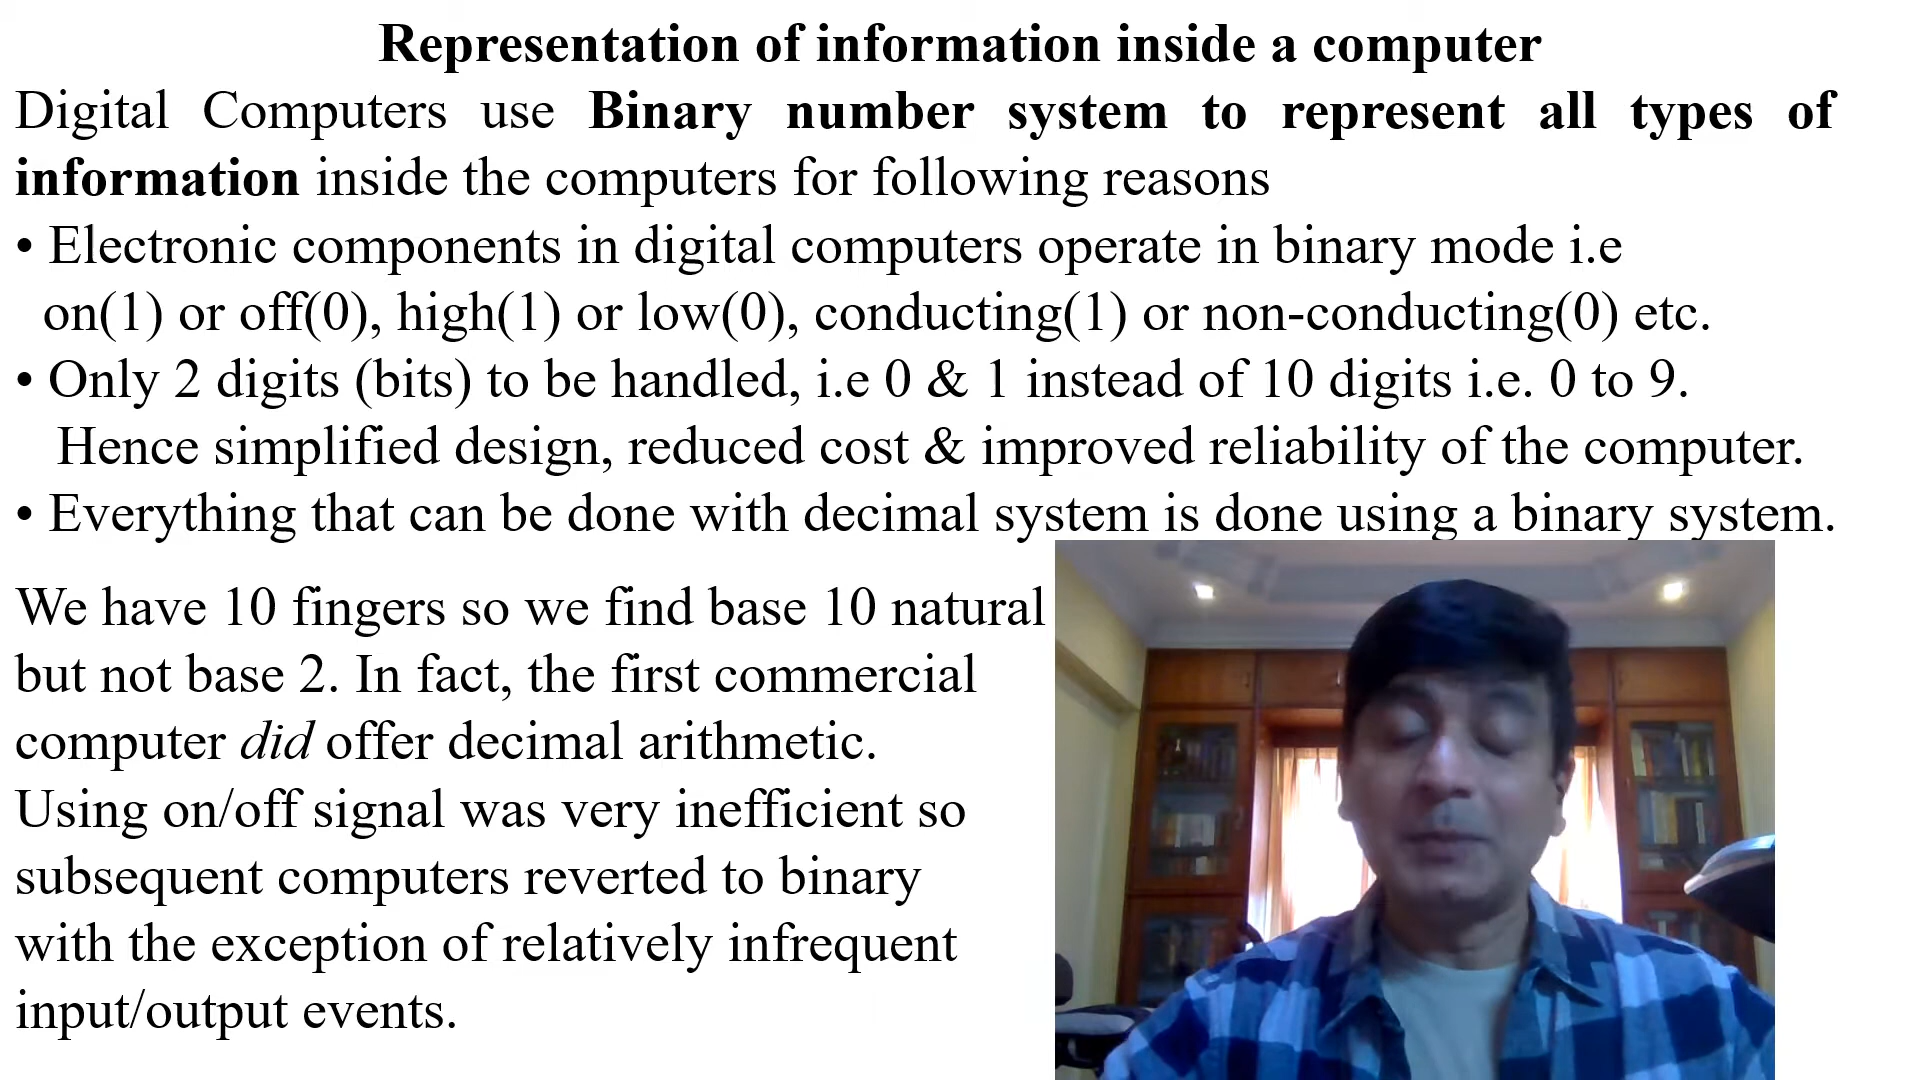 Representation of information inside a computer
Digital Computers use Binary number system to represent all types of
information inside the computers for following reasons
• Electronic components in digital computers operate in binary mode i.e
on(1) or off(0), high(1) or low(0), conducting(1) or non-conducting(0) etc.
• Only 2 digits (bits) to be handled, i.e 0 & 1 instead of 10 digits i.e. 0 to 9.
Hence simplified design, reduced cost & improved reliability of the computer.
• Everything that can be done with decimal system is done using a binary system.
We have 10 fingers so we find base 10 natural
but not base 2. In fact, the first commercial
computer did offer decimal arithmetic.
Using on/off signal was very inefficient so
subsequent computers reverted to binary
with the exception of relatively infrequent
input/output events.